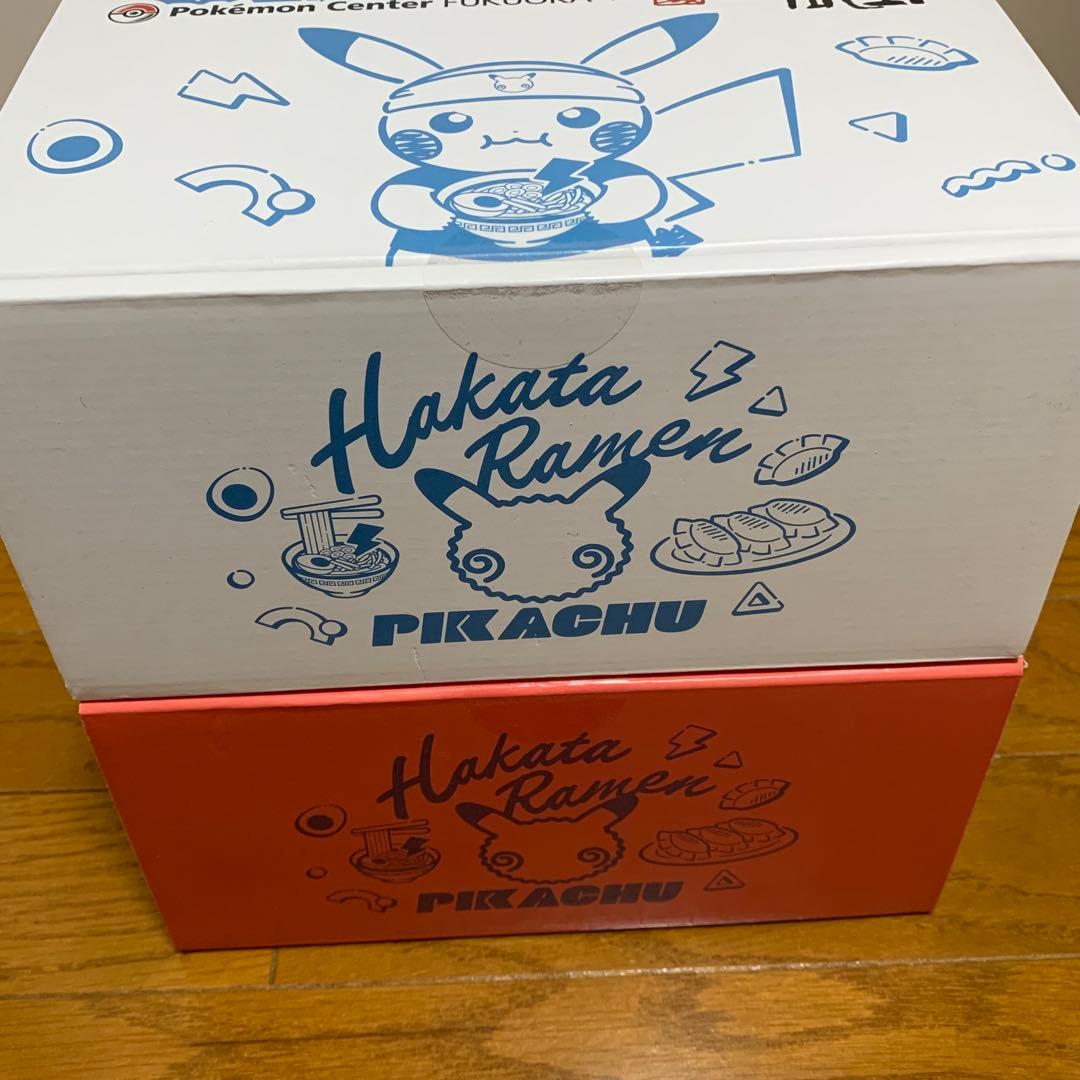 Pokémon Center FUKUOKA
Hakata
Ramen
PIKACHU
Hakata
Ramen
PIKACHU